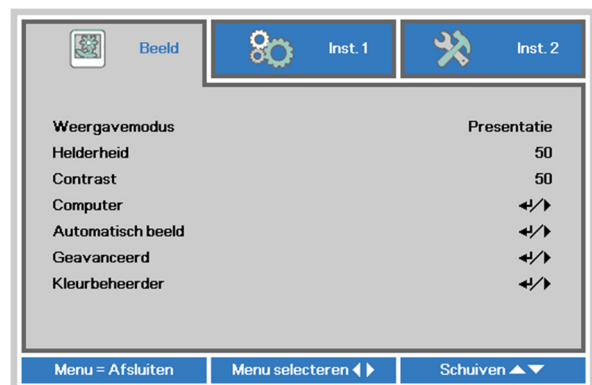 Beeld Inst. 1 Inst. 2
Weergavemodus Presentatie
Helderheid 50
Contrast 50
Computer ↵/▶
Automatisch beeld ↵/▶
Geavanceerd ↵/▶
Kleurbeheerder ↵/▶
Menu = Afsluiten Menu selecteren ◀▶ Schuiven ▲▼